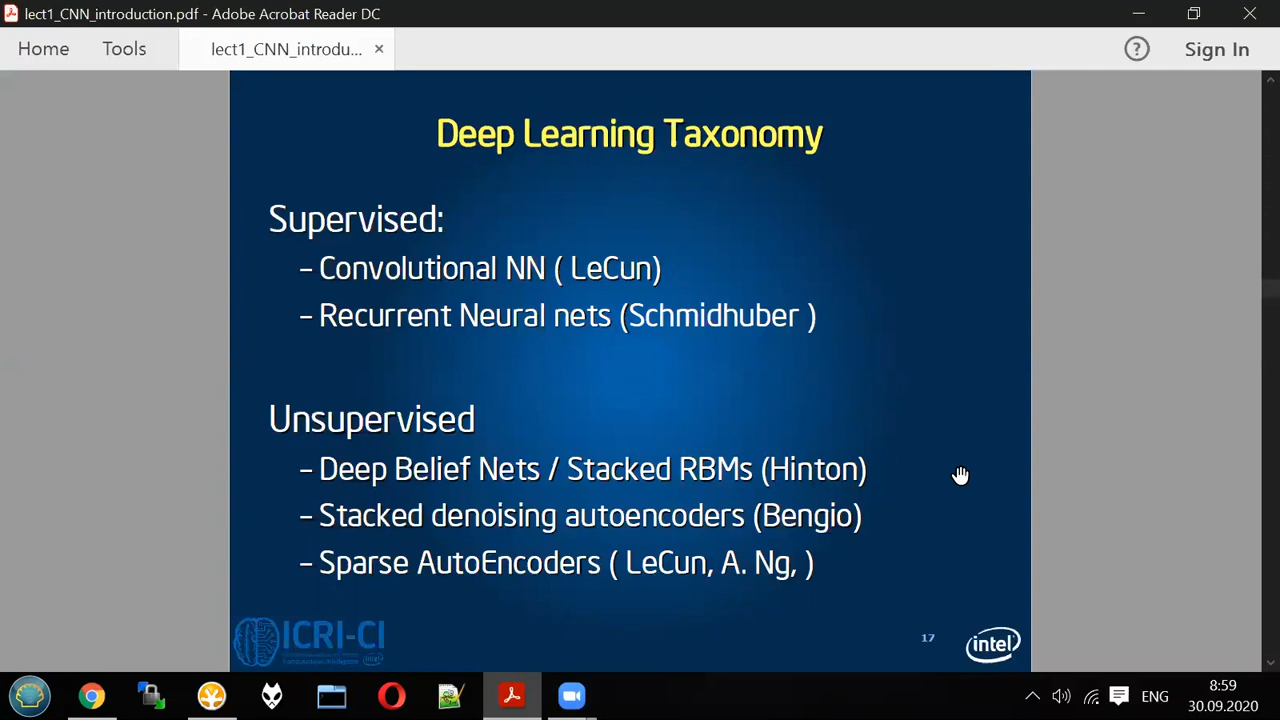 lect1_CNN_introduction.pdf - Adobe Acrobat Reader DC
Home Tools lect1_CNN_introdu... × ? Sign In
Deep Learning Taxonomy
Supervised:
– Convolutional NN ( LeCun)
– Recurrent Neural nets (Schmidhuber )
Unsupervised
– Deep Belief Nets / Stacked RBMs (Hinton)
– Stacked denoising autoencoders (Bengio)
– Sparse AutoEncoders ( LeCun, A. Ng, )
ICRI-CI
17
intel
ENG
8:59
30.09.2020